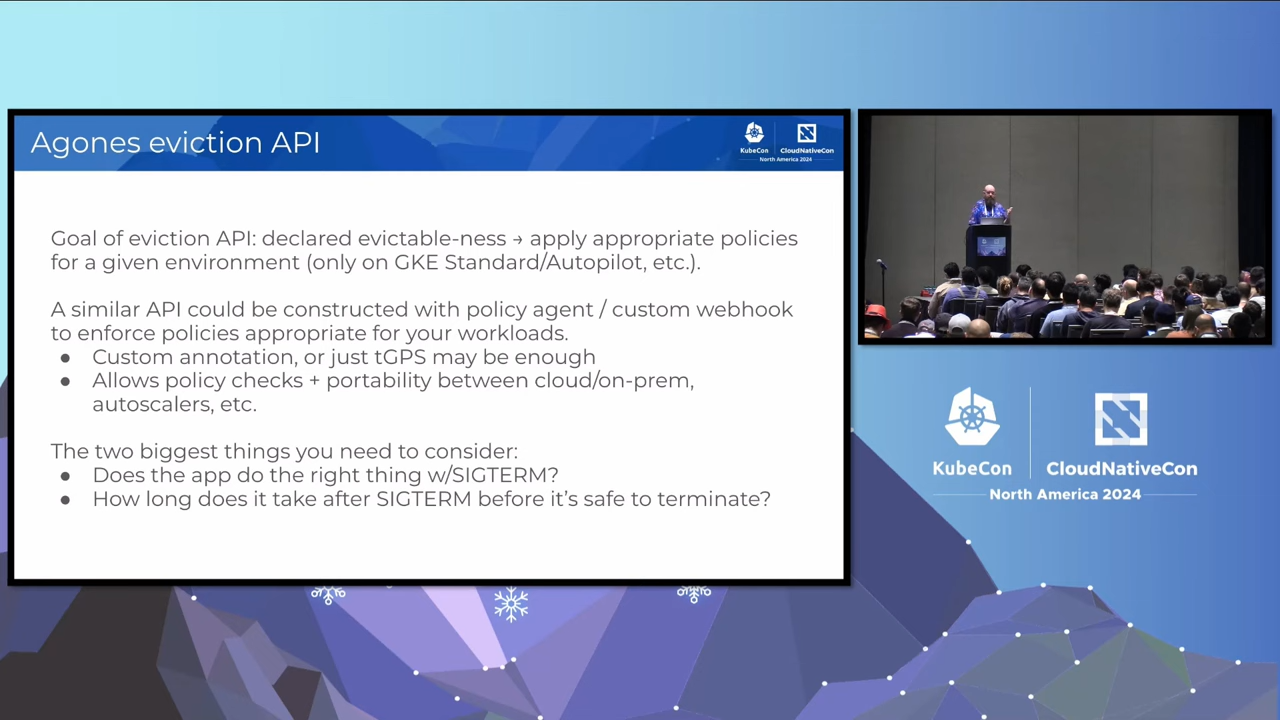 Agones eviction API
KubeCon
CloudNativeCon
North America 2024
Goal of eviction API: declared evictable-ness → apply appropriate policies
for a given environment (only on GKE Standard/Autopilot, etc.).
A similar API could be constructed with policy agent / custom webhook
to enforce policies appropriate for your workloads.
● Custom annotation, or just tGPS may be enough
● Allows policy checks + portability between cloud/on-prem,
autoscalers, etc.
The two biggest things you need to consider:
● Does the app do the right thing w/SIGTERM?
● How long does it take after SIGTERM before it's safe to terminate?
KubeCon
CloudNativeCon
North America 2024